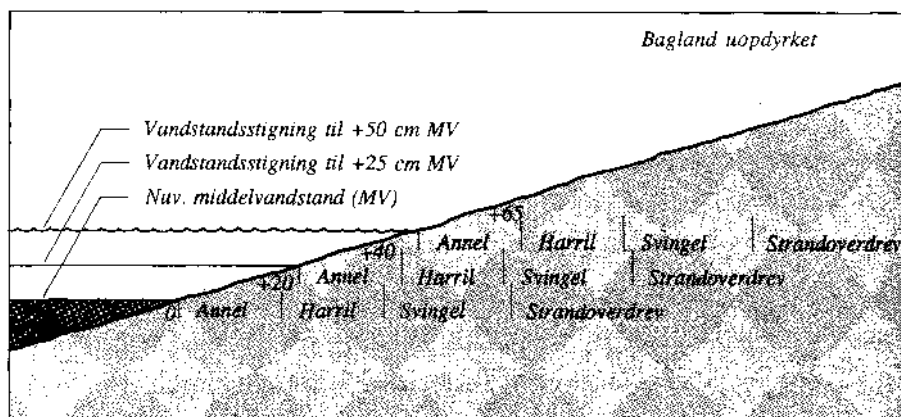 Bagland uopdyrket
Vandstandsstigning til +50 cm MV
Vandstandsstigning til +25 cm MV
Nuv. middelvandstand (MV)
+65
Annel Harril Svingel Strandoverdrev
+40
Annel Harril Svingel Strandoverdrev
+20
0 Annel Harril Svingel Strandoverdrev